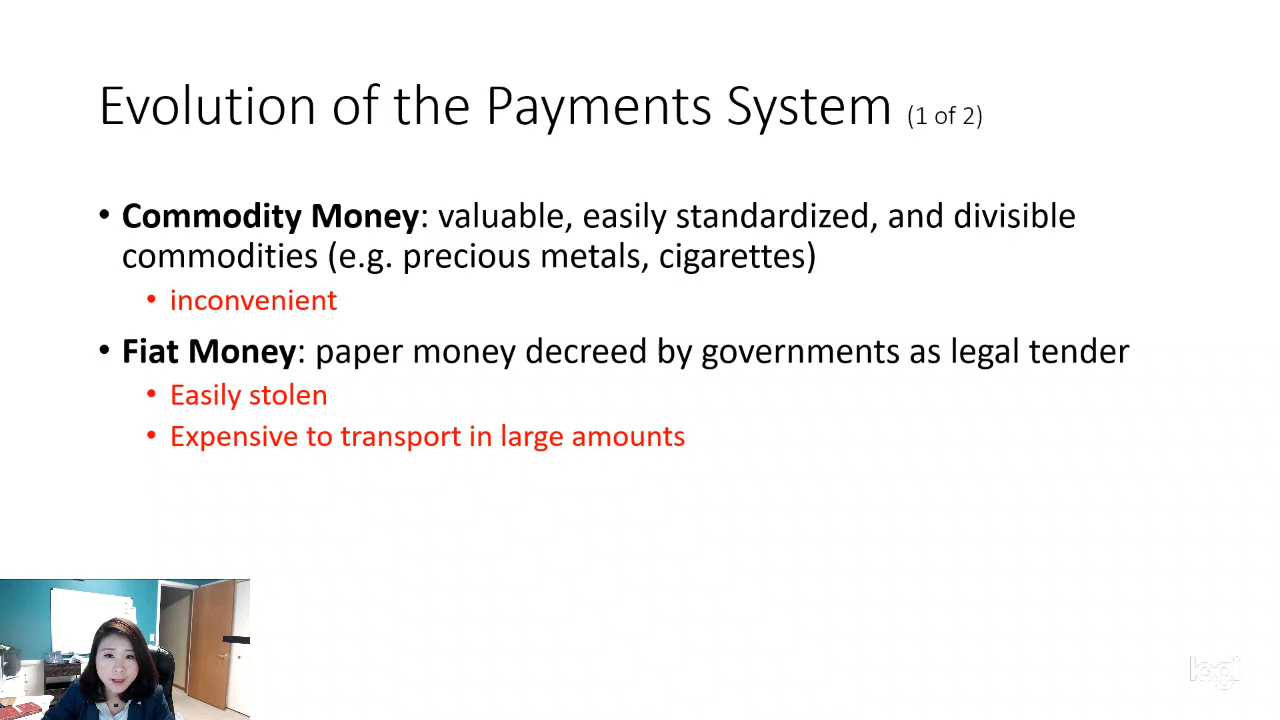 Evolution of the Payments System (1 of 2)
• Commodity Money: valuable, easily standardized, and divisible
commodities (e.g. precious metals, cigarettes)
• inconvenient
• Fiat Money: paper money decreed by governments as legal tender
• Easily stolen
• Expensive to transport in large amounts
logi